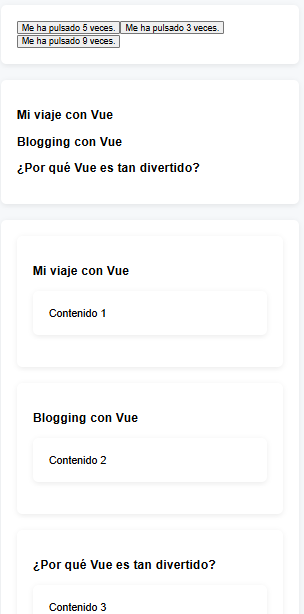 Me ha pulsado 5 veces. Me ha pulsado 3 veces.
Me ha pulsado 9 veces.
Mi viaje con Vue
Blogging con Vue
¿Por qué Vue es tan divertido?
Mi viaje con Vue
Contenido 1
Blogging con Vue
Contenido 2
¿Por qué Vue es tan divertido?
Contenido 3